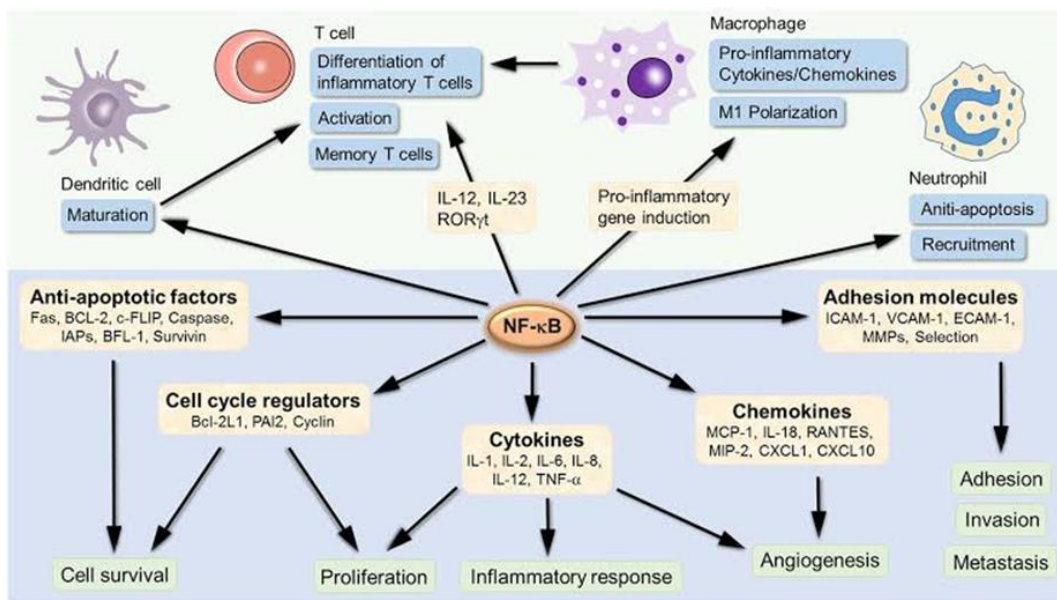 T cell
Differentiation of
inflammatory T cells
Activation
Memory T cells
Macrophage
Pro-inflammatory
Cytokines/Chemokines
M1 Polarization
Dendritic cell
Maturation
IL-12, IL-23
RORγt
Pro-inflammatory
gene induction
Neutrophil
Aniti-apoptosis
Recruitment
NF-κB
Anti-apoptotic factors
Fas, BCL-2, c-FLIP, Caspase,
IAPs, BFL-1, Survivin
Adhesion molecules
ICAM-1, VCAM-1, ECAM-1,
MMPs, Selection
Cell cycle regulators
Bcl-2L1, PAI2, Cyclin
Cytokines
IL-1, IL-2, IL-6, IL-8,
IL-12, TNF-α
Chemokines
MCP-1, IL-18, RANTES,
MIP-2, CXCL1, CXCL10
Cell survival
Proliferation
Inflammatory response
Angiogenesis
Adhesion
Invasion
Metastasis